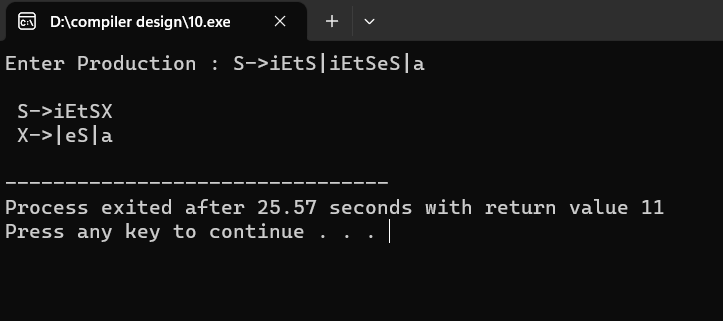 D:\compiler design\10.exe
Enter Production : S->iEtS|iEtSeS|a
S->iEtSX
X->|eS|a
--------------------------------
Process exited after 25.57 seconds with return value 11
Press any key to continue . . .